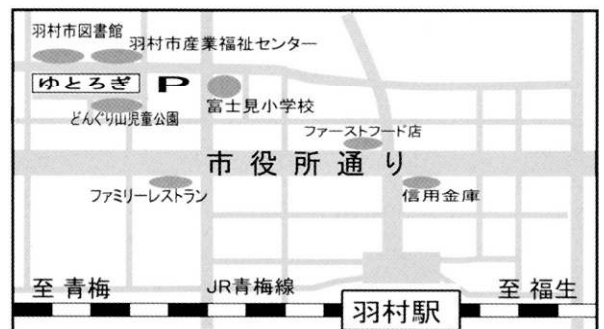 羽村市図書館
羽村市産業福祉センター
ゆとろぎ P
富士見小学校
どんぐり山児童公園
ファーストフード店
市役所通り
ファミリーレストラン
信用金庫
至 青梅
JR青梅線
至 福生
羽村駅